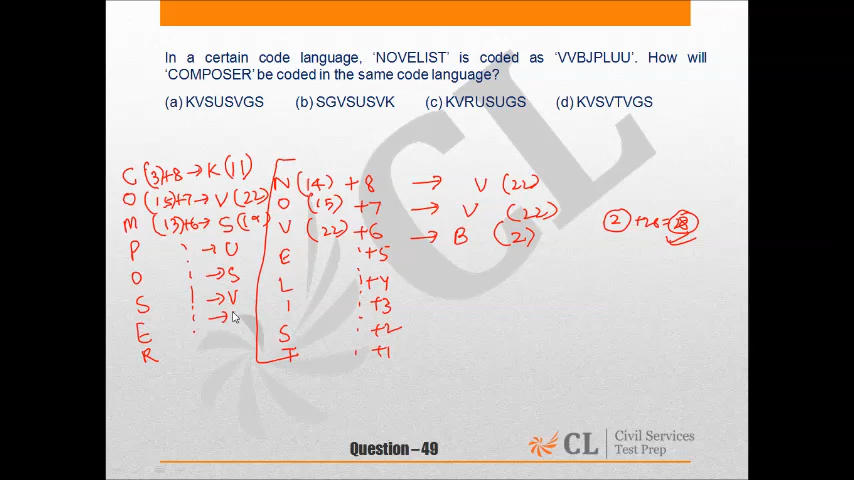 In a certain code language, 'NOVELIST' is coded as 'VVBJPLUU'. How will
'COMPOSER' be coded in the same code language?
(a) KVSUSVGS (b) SGVSUSVK (c) KVRUSUGS (d) KVSVTVGS
C (3)+8 → K (11)
O (15)+7 → V (22)
M (13)+6 → S (19)
P → U
O → S
S → V
E →
R
N (14) +8 → V (22)
O (15) +7 → V (22)
V (22) +6 → B (2)
E +5
L +4
I +3
S +2
T +1
2 +26 = 28
Question – 49
CL Civil Services
Test Prep